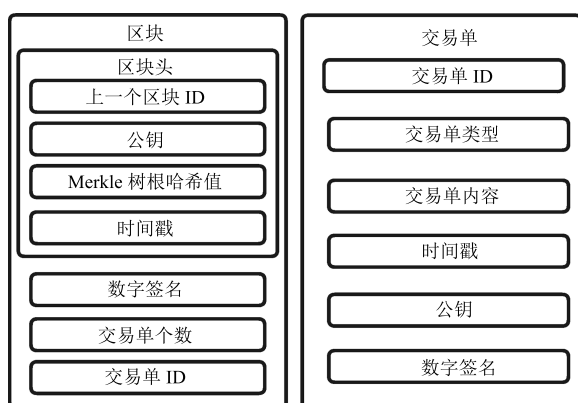 区块
区块头
上一个区块 ID
公钥
Merkle 树根哈希值
时间戳
数字签名
交易单个数
交易单 ID
交易单
交易单 ID
交易单类型
交易单内容
时间戳
公钥
数字签名